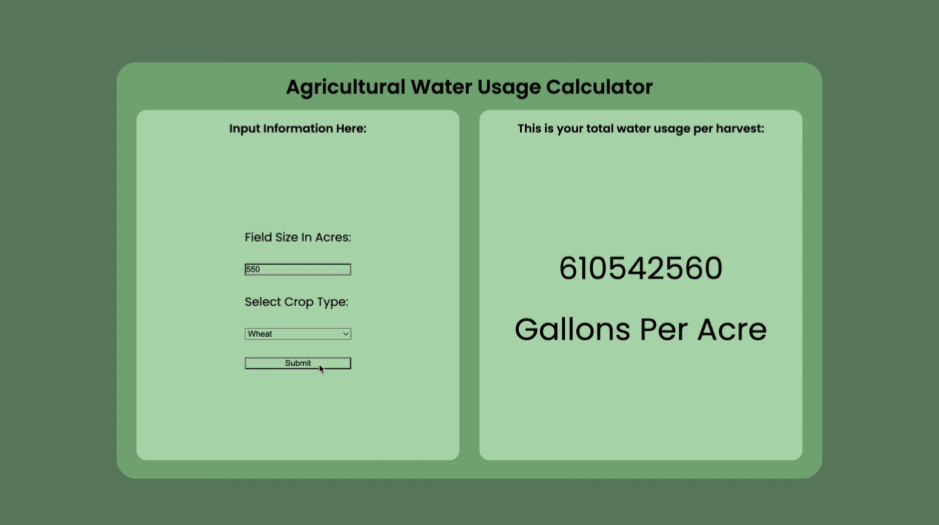 Agricultural Water Usage Calculator
Input Information Here:
Field Size In Acres:
550
Select Crop Type:
Wheat
Submit
This is your total water usage per harvest:
610542560
Gallons Per Acre